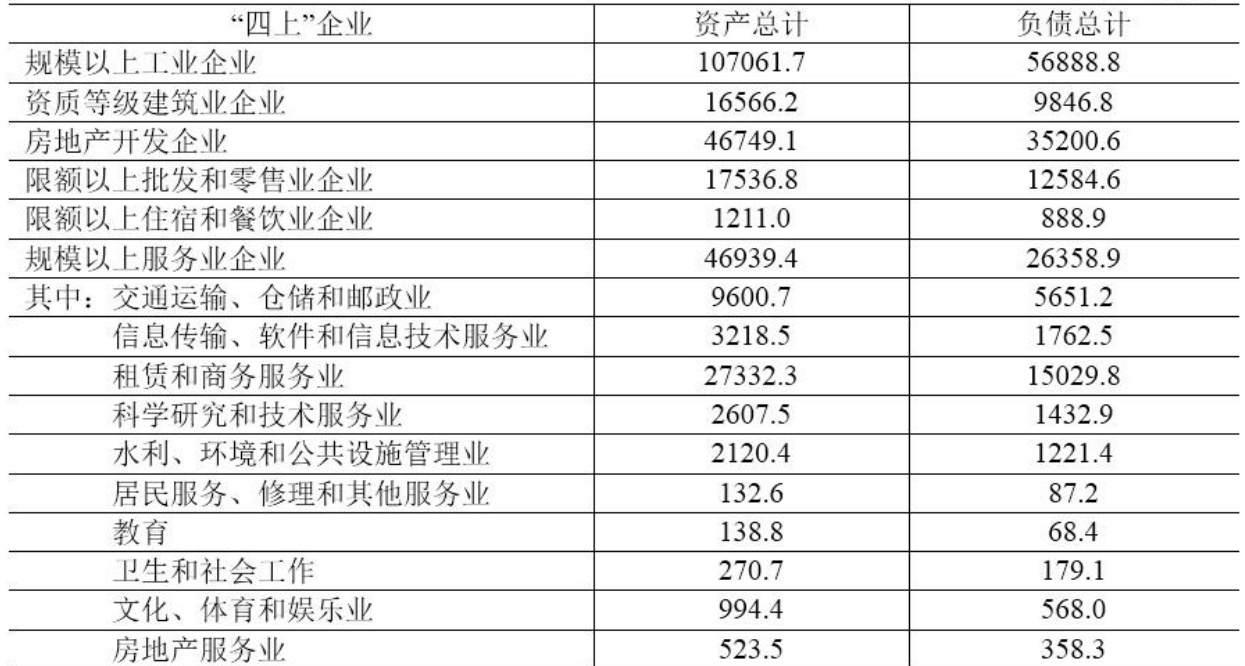 “四上”企业 资产总计 负债总计
规模以上工业企业 107061.7 56888.8
资质等级建筑业企业 16566.2 9846.8
房地产开发企业 46749.1 35200.6
限额以上批发和零售业企业 17536.8 12584.6
限额以上住宿和餐饮业企业 1211.0 888.9
规模以上服务业企业 46939.4 26358.9
其中：交通运输、仓储和邮政业 9600.7 5651.2
信息传输、软件和信息技术服务业 3218.5 1762.5
租赁和商务服务业 27332.3 15029.8
科学研究和技术服务业 2607.5 1432.9
水利、环境和公共设施管理业 2120.4 1221.4
居民服务、修理和其他服务业 132.6 87.2
教育 138.8 68.4
卫生和社会工作 270.7 179.1
文化、体育和娱乐业 994.4 568.0
房地产服务业 523.5 358.3